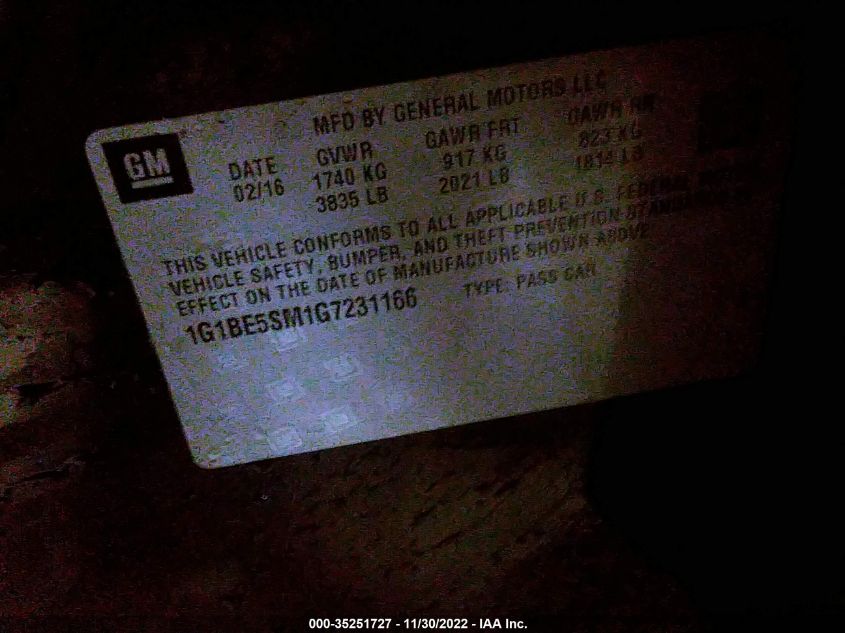 MFD BY GENERAL MOTORS LLC
GM
DATE GVWR GAWR FRT GAWR RR
02/16 1740 KG 917 KG 823 KG
3835 LB 2021 LB 1814 LB
THIS VEHICLE CONFORMS TO ALL APPLICABLE U.S. FEDERAL
VEHICLE SAFETY, BUMPER, AND THEFT PREVENTION STANDARDS
EFFECT ON THE DATE OF MANUFACTURE SHOWN ABOVE
1G1BE5SM1G7231166 TYPE: PASS CAR
000-35251727 - 11/30/2022 - IAA Inc.